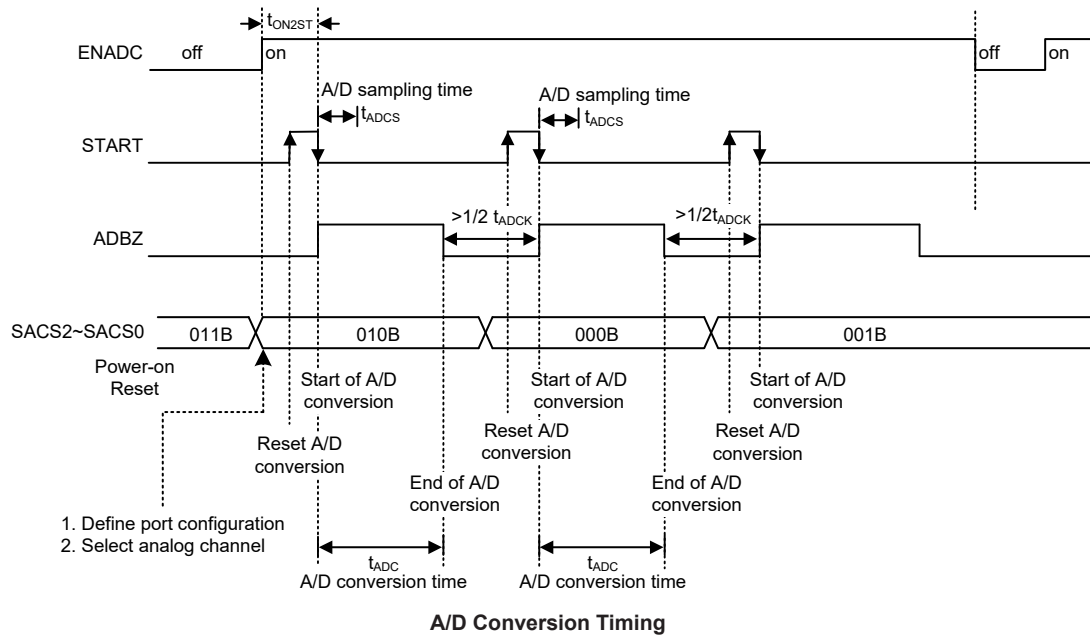 tON2ST
ENADC off on off on
A/D sampling time A/D sampling time
tADCS tADCS
START
>1/2 tADCK >1/2tADCK
ADBZ
SACS2~SACS0 011B 010B 000B 001B
Power-on
Reset
Start of A/D
conversion
Start of A/D
conversion
Start of A/D
conversion
Reset A/D
conversion
Reset A/D
conversion
Reset A/D
conversion
End of A/D
conversion
End of A/D
conversion
1. Define port configuration
2. Select analog channel
tADC tADC
A/D conversion time A/D conversion time
A/D Conversion Timing